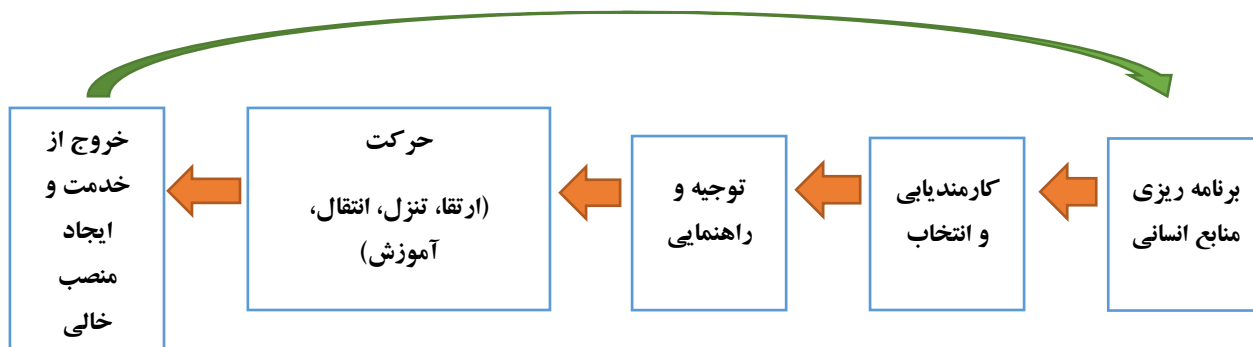 برنامه ریزی
منابع انسانی
کارمندیابی
و انتخاب
توجیه و
راهنمایی
حرکت
(ارتقا، تنزل، انتقال،
آموزش)
خروج از
خدمت و
ایجاد
منصب
خالی